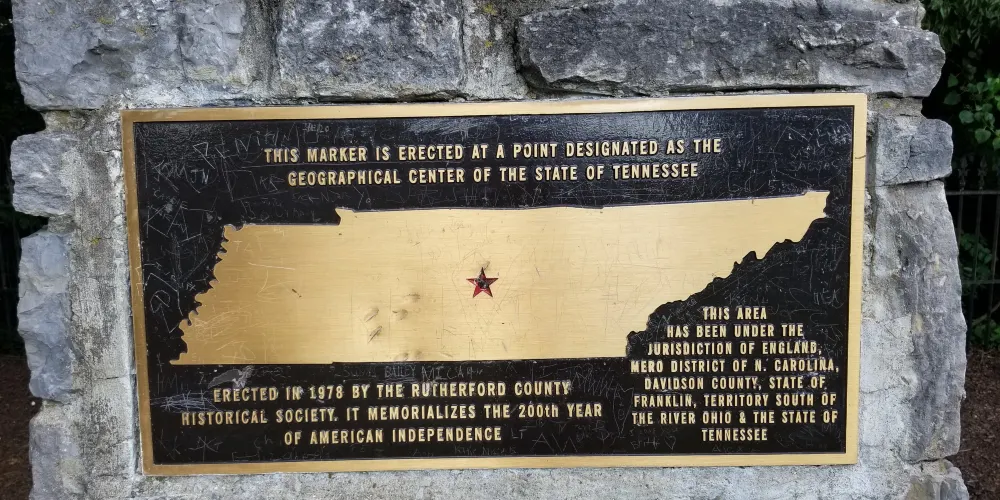 THIS MARKER IS ERECTED AT A POINT DESIGNATED AS THE
GEOGRAPHICAL CENTER OF THE STATE OF TENNESSEE
THIS AREA
HAS BEEN UNDER THE
JURISDICTION OF ENGLAND,
MERO DISTRICT OF N. CAROLINA,
DAVIDSON COUNTY, STATE OF
FRANKLIN, TERRITORY SOUTH OF
THE RIVER OHIO & THE STATE OF
TENNESSEE
ERECTED IN 1978 BY THE RUTHERFORD COUNTY
HISTORICAL SOCIETY. IT MEMORIALIZES THE 200th YEAR
OF AMERICAN INDEPENDENCE